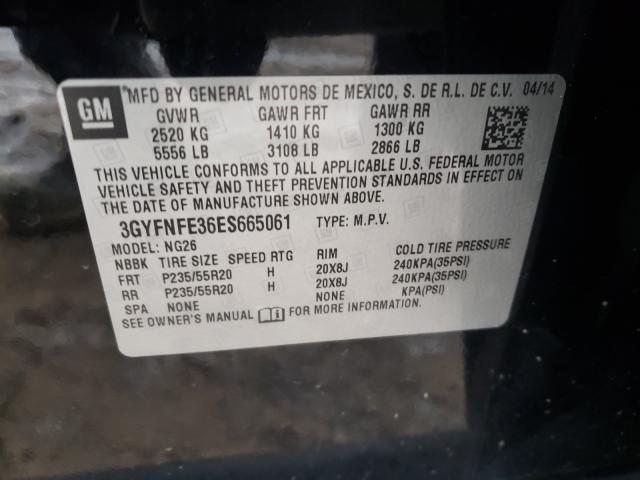 GM
MFD BY GENERAL MOTORS DE MEXICO, S. DE R.L. DE C.V. 04/14
GVWR GAWR FRT GAWR RR
2520 KG 1410 KG 1300 KG
5556 LB 3108 LB 2866 LB
THIS VEHICLE CONFORMS TO ALL APPLICABLE U.S. FEDERAL MOTOR
VEHICLE SAFETY AND THEFT PREVENTION STANDARDS IN EFFECT ON
THE DATE OF MANUFACTURE SHOWN ABOVE.
3GYFNFE36ES665061 TYPE: M.P.V.
MODEL: NG26
NBBK TIRE SIZE SPEED RTG RIM COLD TIRE PRESSURE
FRT P235/55R20 H 20X8J 240KPA(35PSI)
RR P235/55R20 H 20X8J 240KPA(35PSI)
SPA NONE NONE KPA(PSI)
SEE OWNER'S MANUAL FOR MORE INFORMATION.